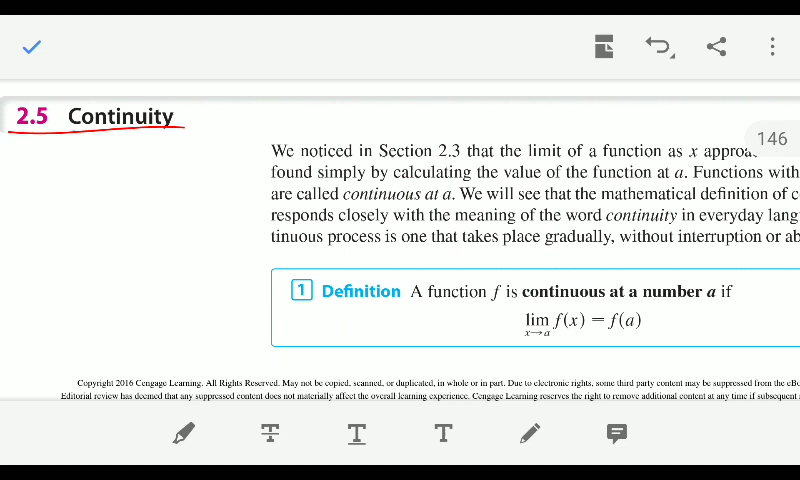 2.5 Continuity
146
We noticed in Section 2.3 that the limit of a function as x
found simply by calculating the value of the function at a. Functions with
are called continuous at a. We will see that the mathematical definition of
responds closely with the meaning of the word continuity in everyday
tinuous process is one that takes place gradually, without interruption or
1 Definition A function f is continuous at a number a if
lim f(x) = f(a)
x→a
Copyright 2016 Cengage Learning. All Rights Reserved. May not be copied, scanned, or duplicated, in whole or in part. Due to electronic rights, some third party content may be suppressed from the
Editorial review has deemed that any suppressed content does not materially affect the overall learning experience. Cengage Learning reserves the right to remove additional content at any time if subsequent
T T T